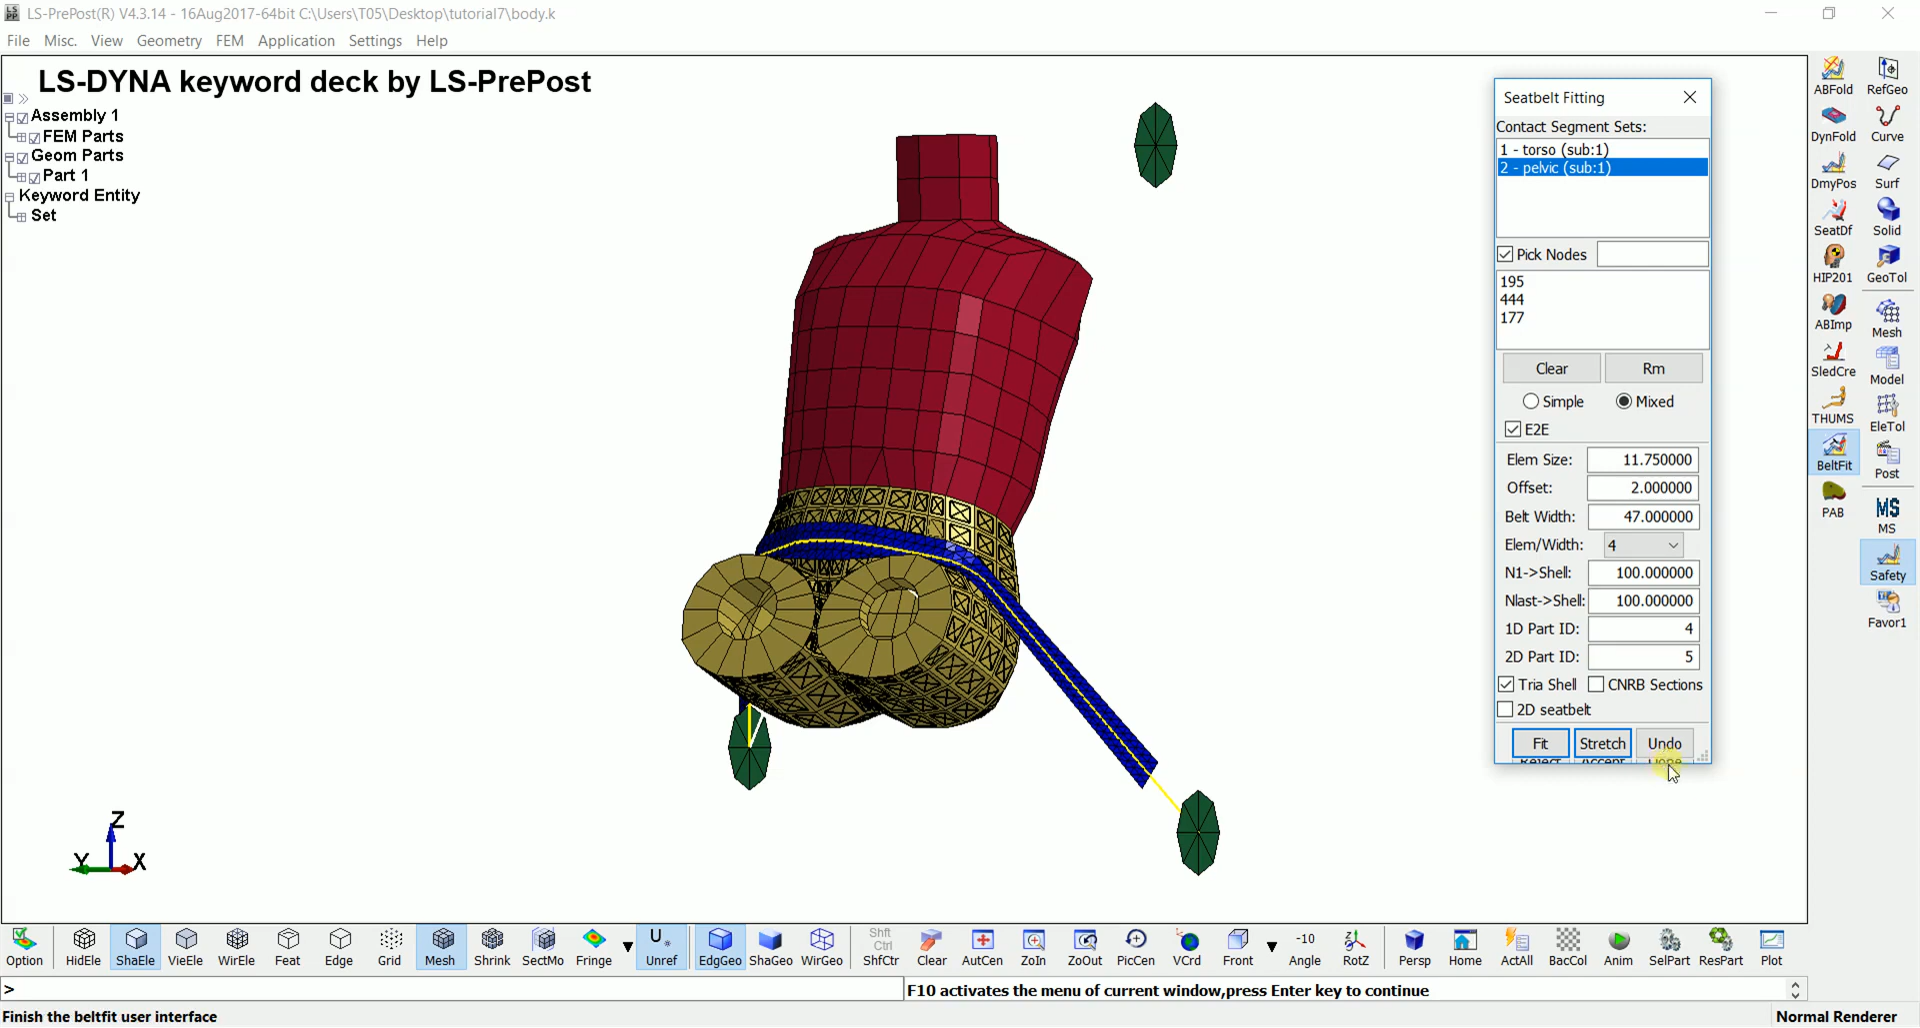 LS-PrePost(R) V4.3.14 - 16Aug2017-64bit C:\Users\T05\Desktop\tutorial7\body.k
File Misc. View Geometry FEM Application Settings Help
LS-DYNA keyword deck by LS-PrePost
Assembly 1
FEM Parts
Geom Parts
Part 1
Keyword Entity
Set
Seatbelt Fitting
Contact Segment Sets:
1 - torso (sub:1)
2 - pelvic (sub:1)
Pick Nodes
195
444
177
Clear Rm
Simple Mixed
E2E
Elem Size: 11.750000
Offset: 2.000000
Belt Width: 47.000000
Elem/Width: 4
N1->Shell: 100.000000
Nlast->Shell: 100.000000
1D Part ID: 4
2D Part ID: 5
Tria Shell CNRB Sections
2D seatbelt
Fit Stretch Undo
Reject Accept Done
ABFold RefGeo
DynFold Curve
DmyPos Surf
SeatDf Solid
HIP201 GeoTol
ABImp Mesh
SledCre Model
THUMS EleTol
BeltFit Post
PAB MS
MS
Safety
Favor1
Z
Y X
Shft
Ctrl
U.
-10
Option HidEle ShaEle VieEle WirEle Feat Edge Grid Mesh Shrink SectMo Fringe Unref EdgGeo ShaGeo WirGeo ShfCtr Clear AutCen ZoIn ZoOut PicCen VCrd Front Angle RotZ Persp Home ActAll BacCol Anim SelPart ResPart Plot
> F10 activates the menu of current window,press Enter key to continue
Finish the beltfit user interface Normal Renderer